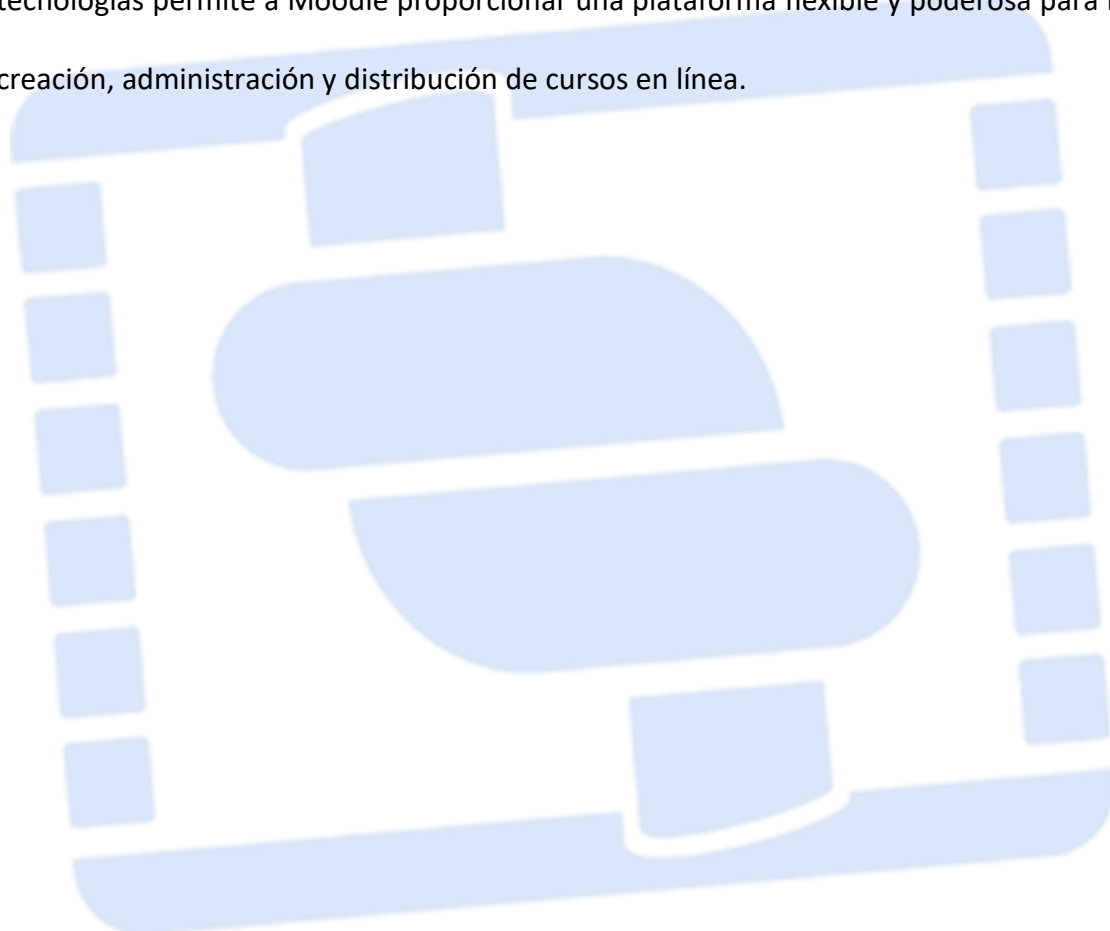 tecnologías permite a Moodle proporcionar una plataforma flexible y poderosa para
creación, administración y distribución de cursos en línea.